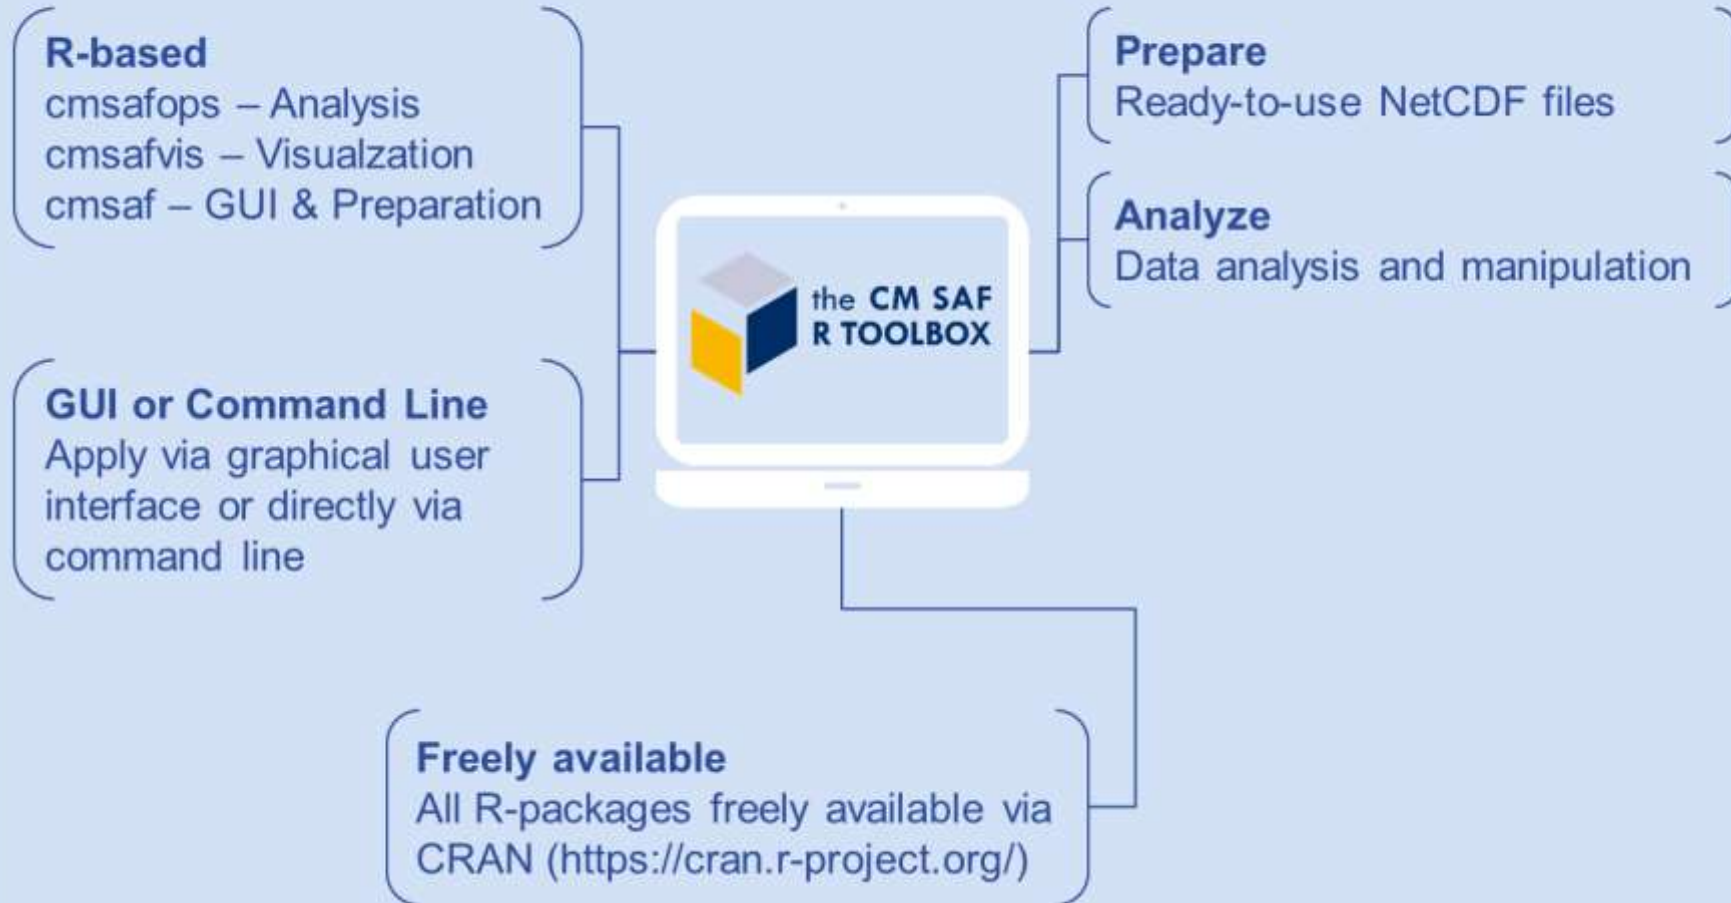 R-based
cmsafops – Analysis
cmsafvis – Visualzation
cmsaf – GUI & Preparation
GUI or Command Line
Apply via graphical user
interface or directly via
command line
the CM SAF
R TOOLBOX
Prepare
Ready-to-use NetCDF files
Analyze
Data analysis and manipulation
Freely available
All R-packages freely available via
CRAN (https://cran.r-project.org/)